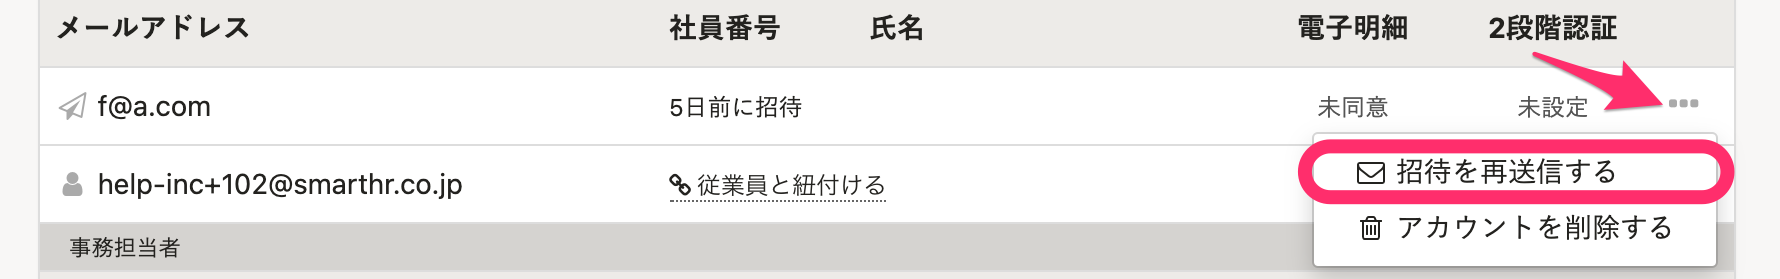 メールアドレス 社員番号 氏名 電子明細 2段階認証
f@a.com 5日前に招待 未同意 未設定
招待を再送信する
help-inc+102@smarthr.co.jp 従業員と紐付ける
アカウントを削除する
事務担当者